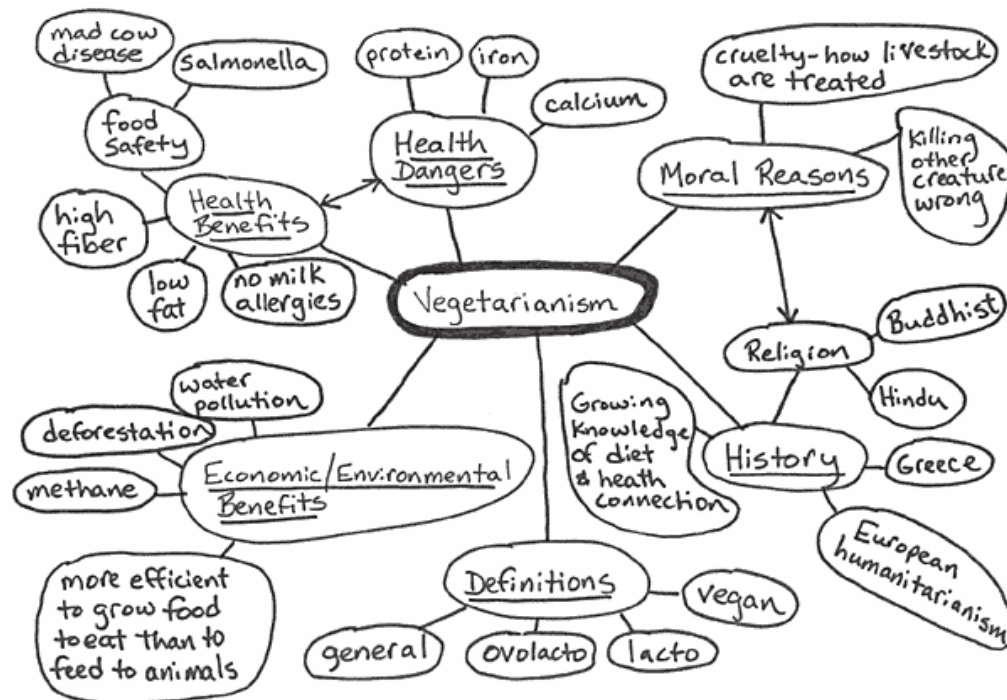 mad cow
disease
salmonella
food
safety
high
fiber
low
fat
no milk
allergies
Health
Benefits
protein
iron
calcium
Health
Dangers
cruelty-how livestock
are treated
Killing
other
creature
wrong
Moral Reasons
Vegetarianism
Religion
Buddhist
Hindu
History
Greece
European
humanitarianism
Growing
knowledge
of diet
& heath
connection
water
pollution
deforestation
methane
Economic/Environmental
Benefits
more efficient
to grow food
to eat than to
feed to animals
Definitions
general
ovolacto
lacto
vegan